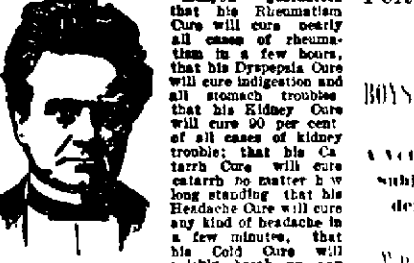 that his Rheumatism
Cure will cure nearly
all cases of rheuma-
tism in a few hours,
that his Dyspepsia Cure
will cure indigestion and
all stomach troubles
that his Kidney Cure
will cure 90 per cent
of all cases of kidney
trouble; that his Ca
tarrh Cure will cure
catarrh no matter h w
long standing that his
Headache Cure will cure
any kind of headache in
a few minutes, that
his Cold Cure will
BOYS